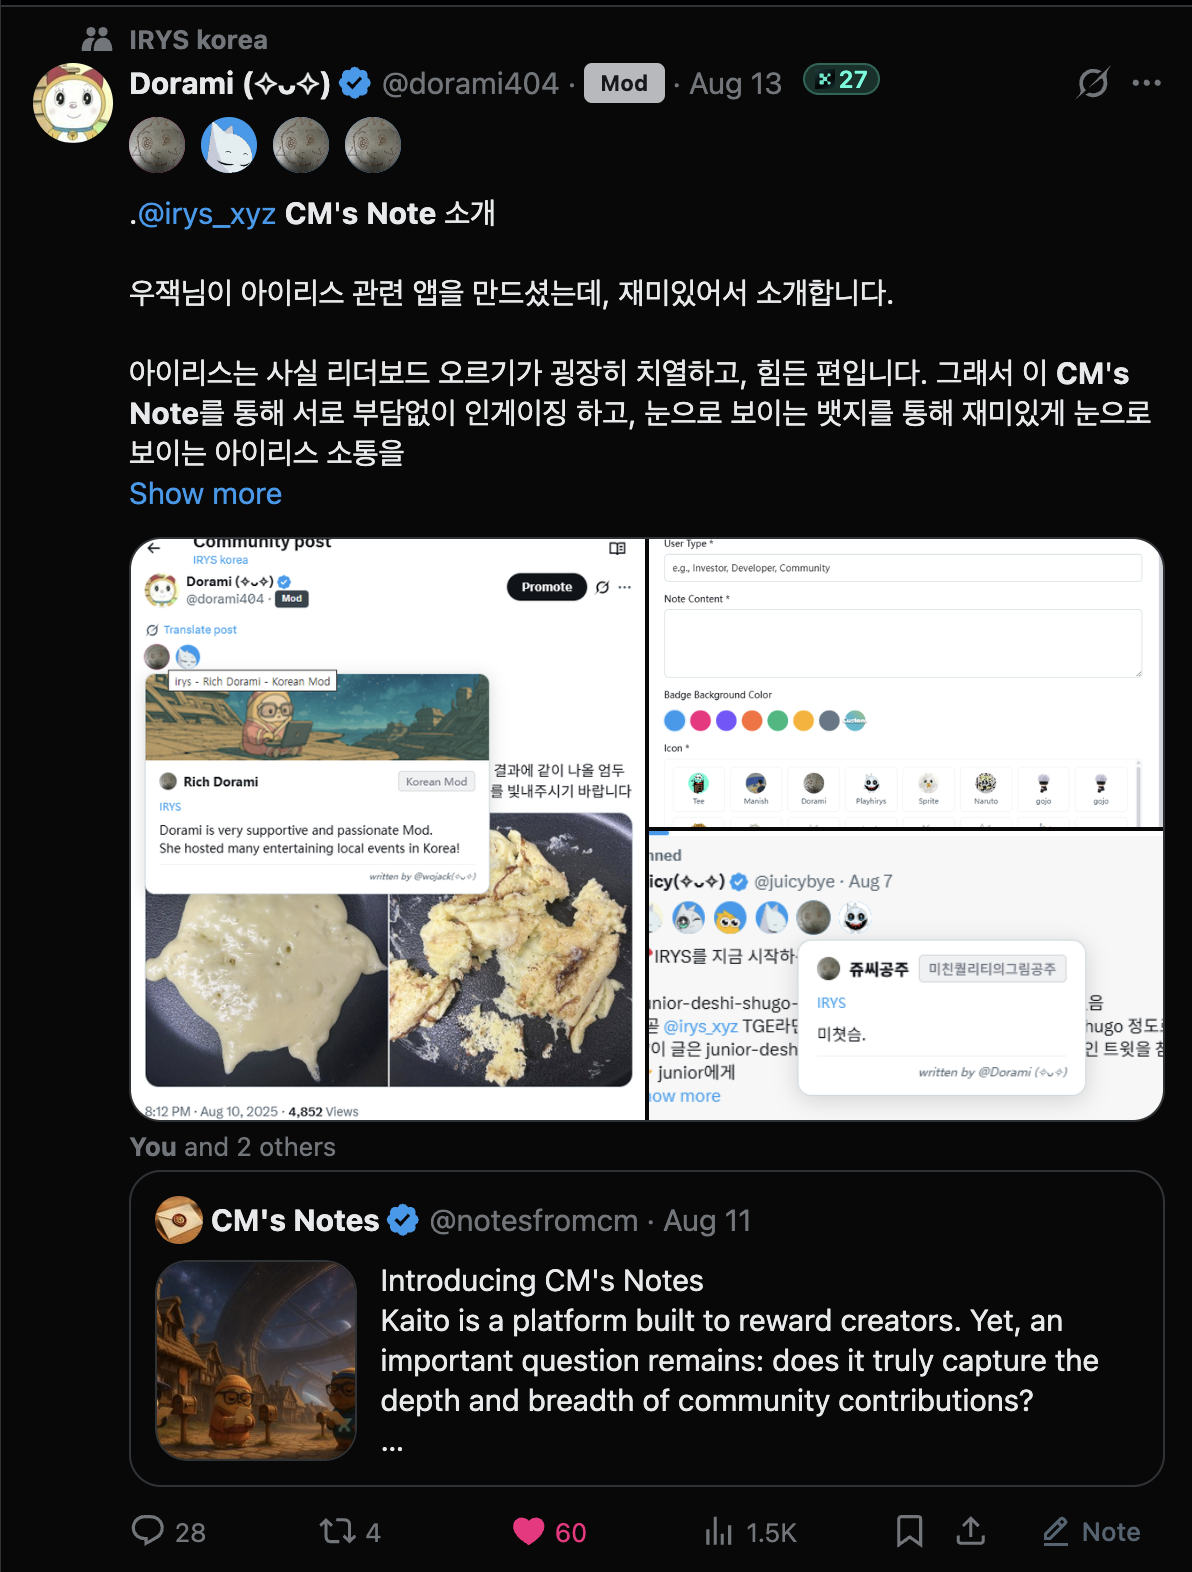 IRYS korea
Dorami (✧ᴗ✧) @dorami404 · Mod · Aug 13 27
.@irys_xyz CM's Note 소개
우잭님이 아이리스 관련 앱을 만드셨는데, 재미있어서 소개합니다.
아이리스는 사실 리더보드 오르기가 굉장히 치열하고, 힘든 편입니다. 그래서 이 CM's
Note를 통해 서로 부담없이 인게이징 하고, 눈으로 보이는 뱃지를 통해 재미있게 눈으로
보이는 아이리스 소통을
Show more
Community post
IRYS korea
Dorami (✧ᴗ✧)
@dorami404 · Mod
Promote
Translate post
irys - Rich Dorami - Korean Mod
Rich Dorami Korean Mod
IRYS
Dorami is very supportive and passionate Mod.
She hosted many entertaining local events in Korea!
written by @wojack(✧ᴗ✧)
결과에 같이 나올 엄두
를 빛내주시기 바랍니다
8:12 PM · Aug 10, 2025 · 4,852 Views
User Type *
e.g., Investor, Developer, Community
Note Content *
Badge Background Color
Icon *
Tee Manish Dorami Playhirys Sprite Naruto gojo gojo
nned
icy(✧ᴗ✧) @juicybye · Aug 7
IRYS를 지금 시작하
nior-deshi-shugo-
음
@irys_xyz TGE라
hugo 정도
이 글은 junior-desh
인 트윗을
junior에게
ow more
쥬씨공주 미친퀄리티의그림공주
IRYS
미쳣슴.
written by @Dorami (✧ᴗ✧)
You and 2 others
CM's Notes @notesfromcm · Aug 11
Introducing CM's Notes
Kaito is a platform built to reward creators. Yet, an
important question remains: does it truly capture the
depth and breadth of community contributions?
...
28 4 60 1.5K Note